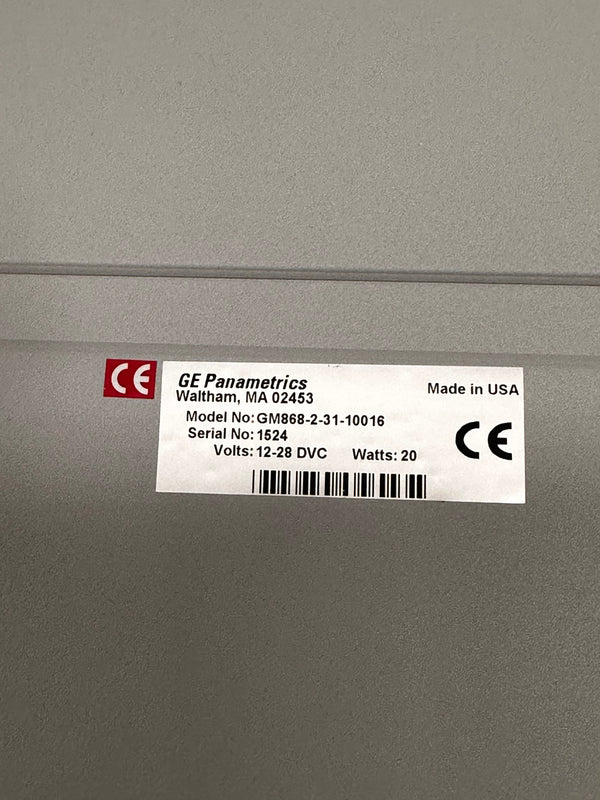 CE
GE Panametrics
Made in USA
Waltham, MA 02453
Model No: GM868-2-31-10016
Serial No: 1524
CE
Volts: 12-28 DVC Watts: 20